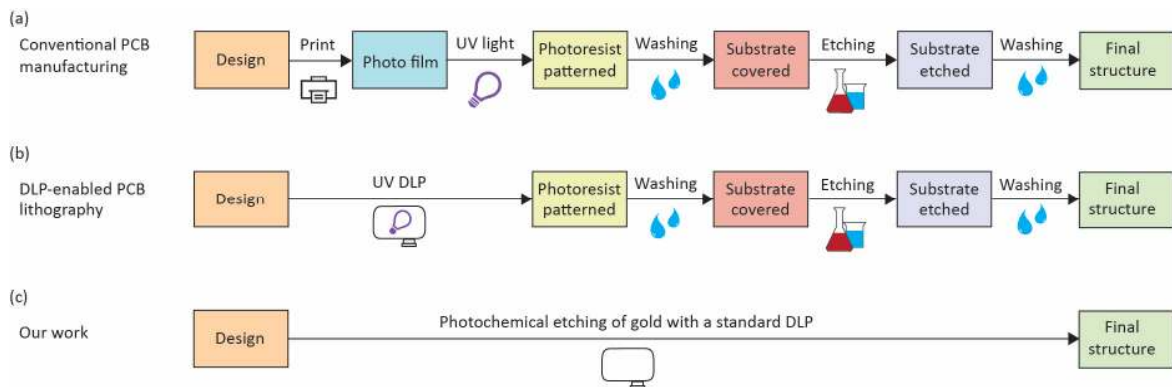 (a)
Conventional PCB
manufacturing
Design
Print
Photo film
UV light
Photoresist
patterned
Washing
Substrate
covered
Etching
Substrate
etched
Washing
Final
structure
(b)
DLP-enabled PCB
lithography
Design
UV DLP
Photoresist
patterned
Washing
Substrate
covered
Etching
Substrate
etched
Washing
Final
structure
(c)
Our work
Design
Photochemical etching of gold with a standard DLP
Final
structure